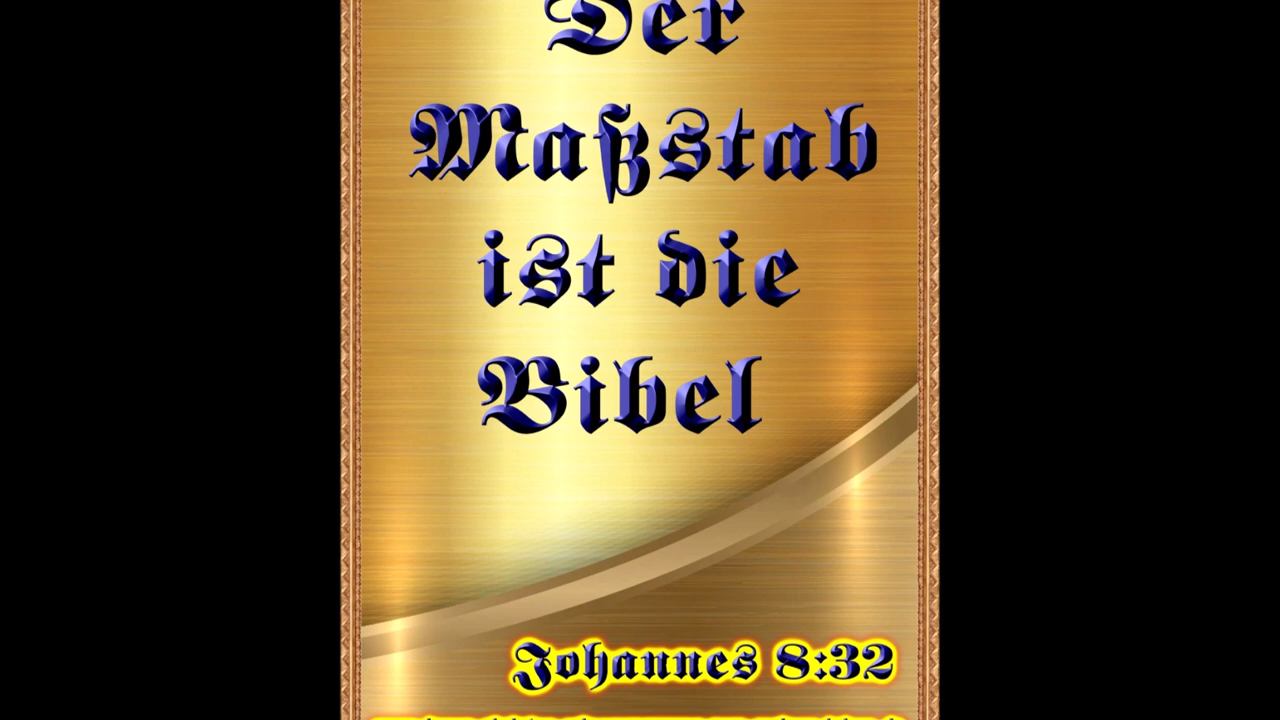 Der
Maßstab
ist die
Bibel
Johannes 8:32